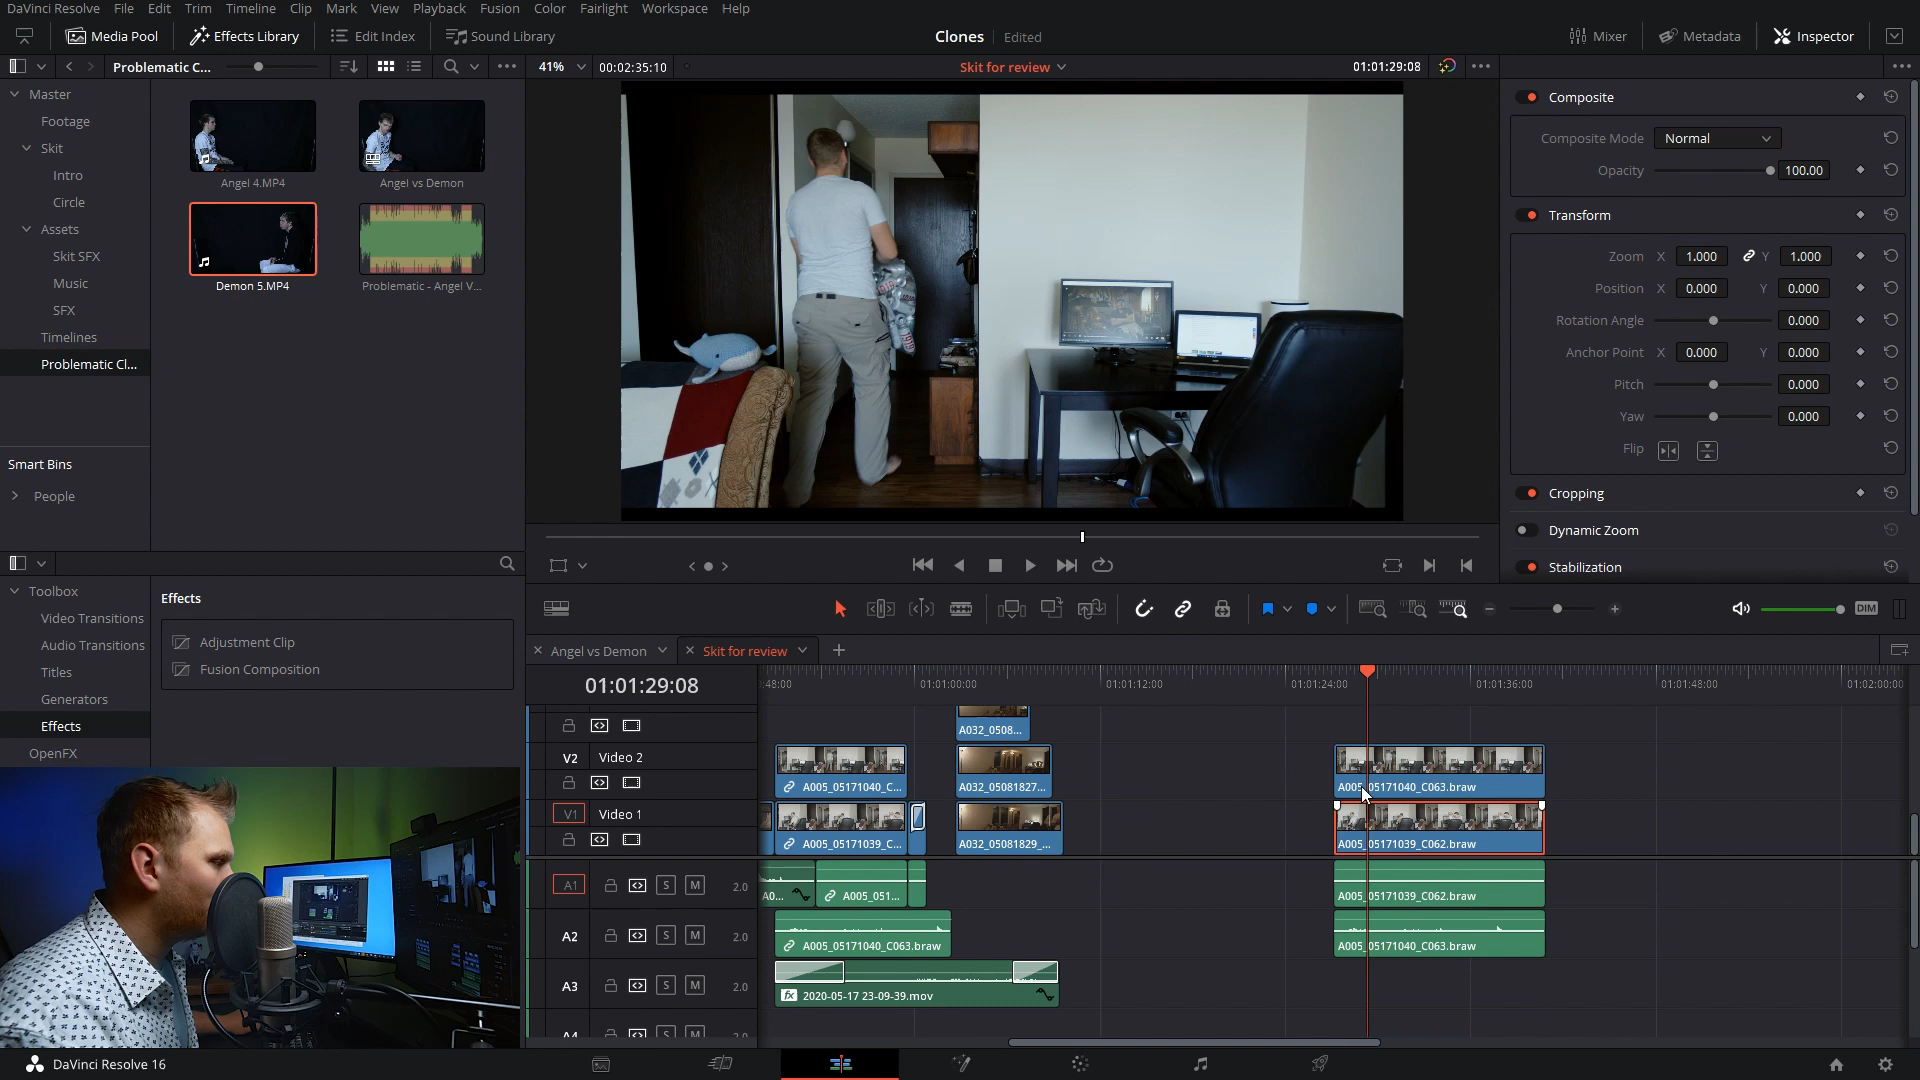 DaVinci Resolve File Edit Trim Timeline Clip Mark View Playback Fusion Color Fairlight Workspace Help
Media Pool Effects Library Edit Index Sound Library Clones Edited Mixer Metadata Inspector
Problematic C... 41% 00:02:35:10 Skit for review 01:01:29:08
Master
Footage
Skit
Intro
Circle
Assets
Skit SFX
Music
SFX
Timelines
Problematic Cl...
Smart Bins
People
Angel 4.MP4
Angel vs Demon
Demon 5.MP4
Problematic - Angel V...
Composite
Composite Mode Normal
Opacity 100.00
Transform
Zoom X 1.000 Y 1.000
Position X 0.000 Y 0.000
Rotation Angle 0.000
Anchor Point X 0.000 Y 0.000
Pitch 0.000
Yaw 0.000
Flip
Cropping
Dynamic Zoom
Stabilization
Toolbox
Video Transitions
Audio Transitions
Titles
Generators
Effects
OpenFX
Effects
Adjustment Clip
Fusion Composition
DIM
Angel vs Demon Skit for review
01:01:29:08
:48:00 01:01:00:00 01:01:12:00 01:01:24:00 01:01:36:00 01:01:48:00 01:02:00:00
A032_0508...
V2 Video 2
A005_05171040_C... A032_05081827... A005_05171040_C063.braw
V1 Video 1
A005_05171039_C... A032_05081829_... A005_05171039_C062.braw
A1 S M 2.0
A0... A005_051... A005_05171039_C062.braw
A2 S M 2.0
A005_05171040_C063.braw A005_05171040_C063.braw
A3 S M 2.0
fx 2020-05-17 23-09-39.mov
A4 S M 2.0
DaVinci Resolve 16